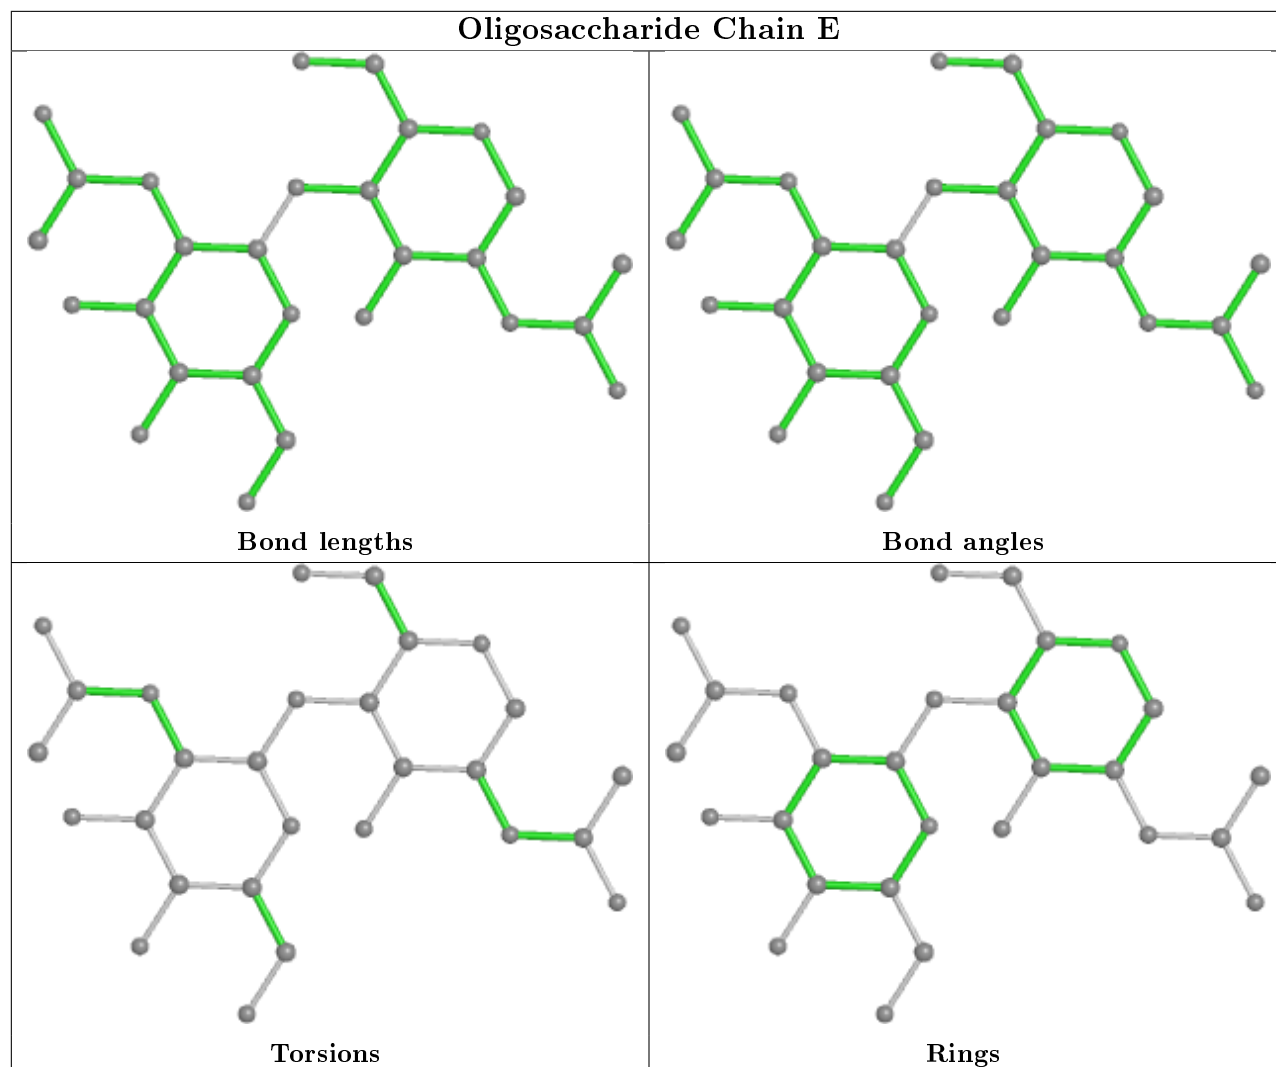 Oligosaccharide Chain E
Bond lengths
Bond angles
Torsions
Rings